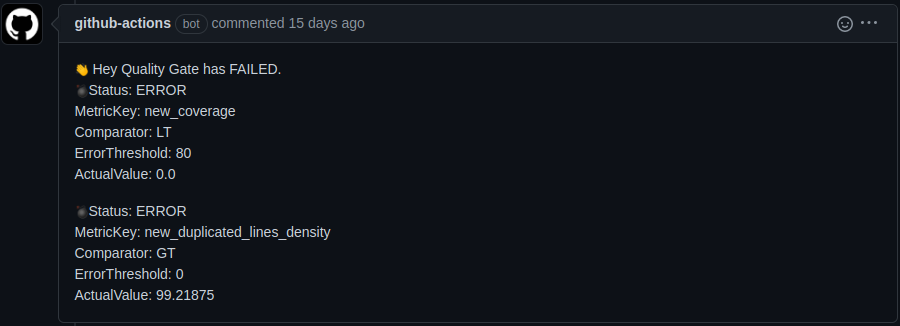 github-actions bot commented 15 days ago
👋 Hey Quality Gate has FAILED.
💣Status: ERROR
MetricKey: new_coverage
Comparator: LT
ErrorThreshold: 80
ActualValue: 0.0
💣Status: ERROR
MetricKey: new_duplicated_lines_density
Comparator: GT
ErrorThreshold: 0
ActualValue: 99.21875